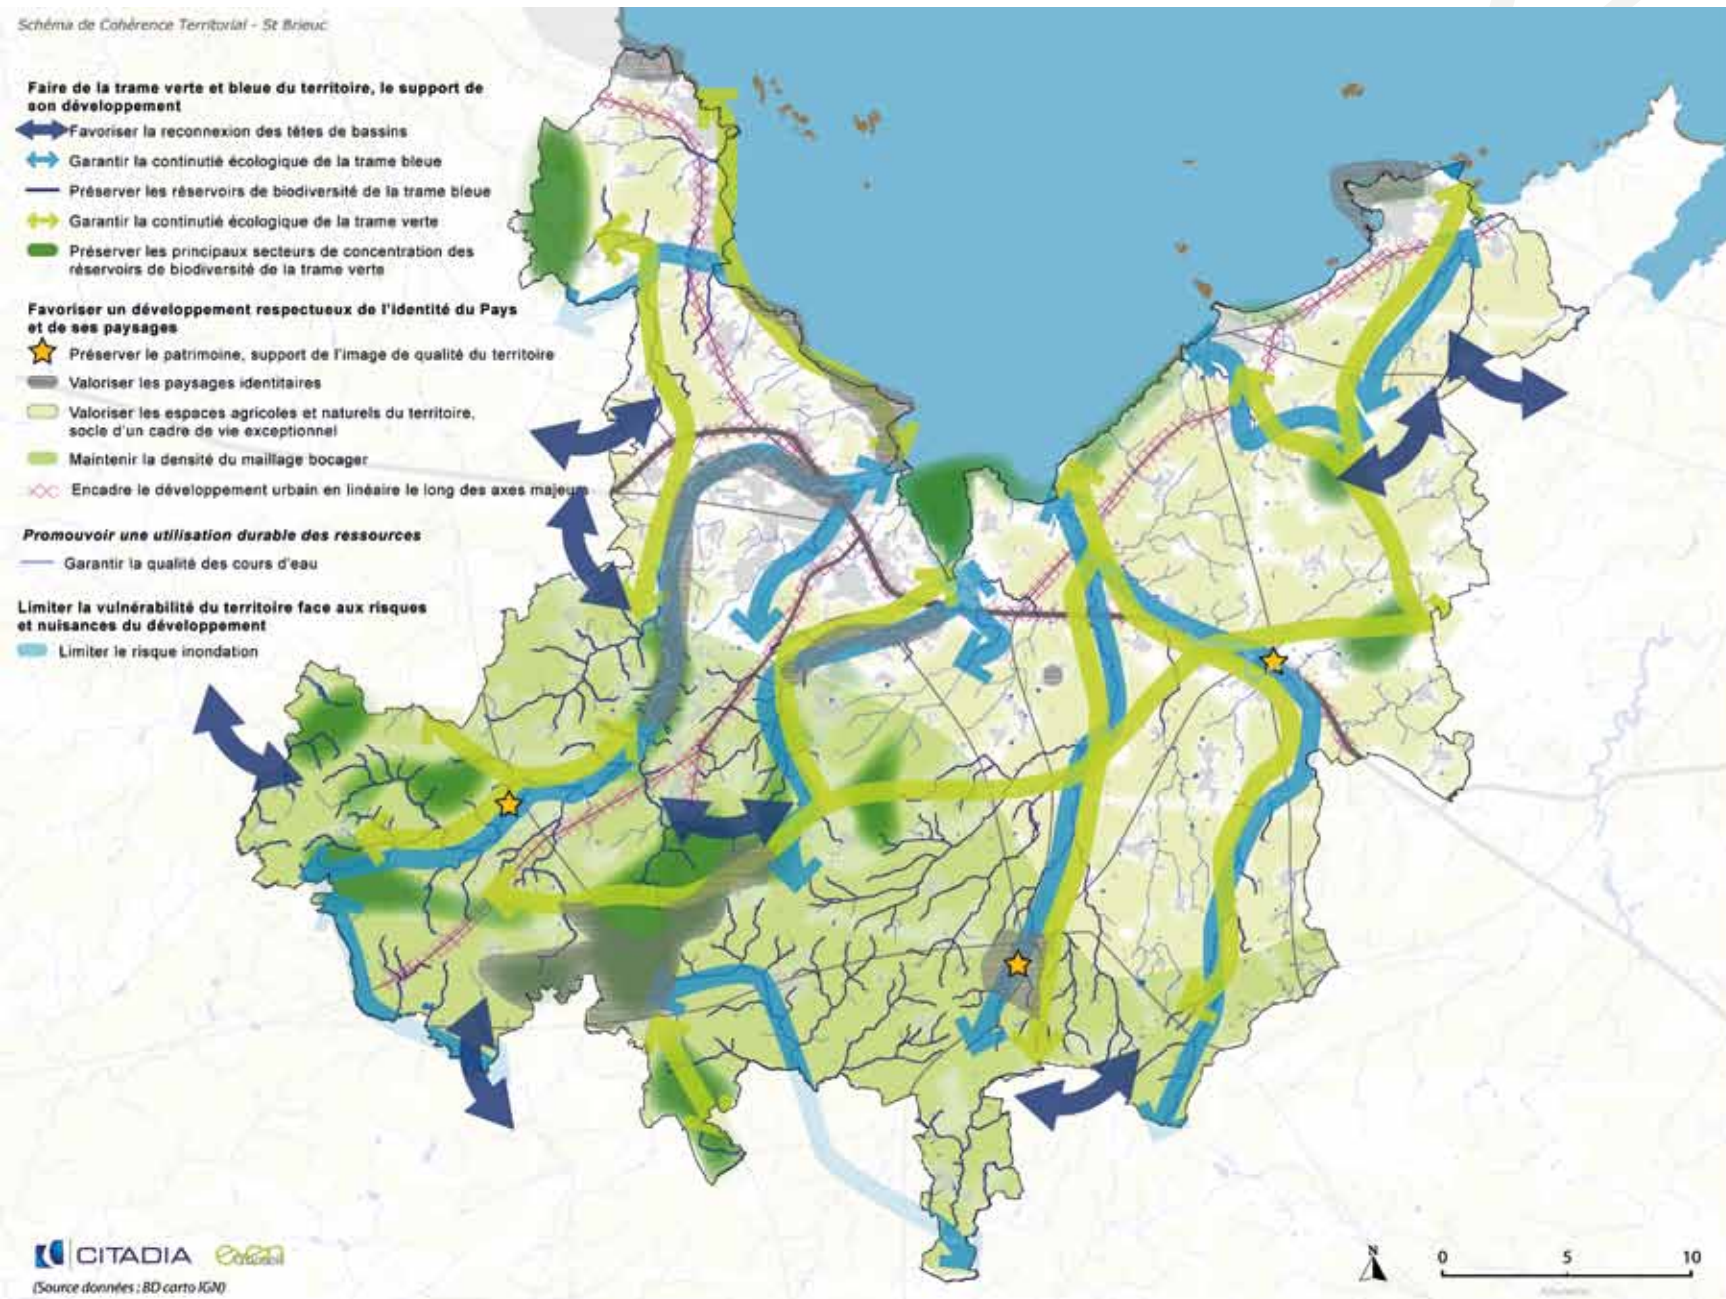 Schéma de Cohérence Territorial - St Brieuc
Faire de la trame verte et bleue du territoire, le support de
son développement
Favoriser la reconnexion des têtes de bassins
Garantir la continutié écologique de la trame bleue
Préserver les réservoirs de biodiversité de la trame bleue
Garantir la continutié écologique de la trame verte
Préserver les principaux secteurs de concentration des
réservoirs de biodiversité de la trame verte
Favoriser un développement respectueux de l'identité du Pays
et de ses paysages
Préserver le patrimoine, support de l'image de qualité du territoire
Valoriser les paysages identitaires
Valoriser les espaces agricoles et naturels du territoire,
socle d'un cadre de vie exceptionnel
Maintenir la densité du maillage bocager
Encadre le développement urbain en linéaire le long des axes majeurs
Promouvoir une utilisation durable des ressources
Garantir la qualité des cours d'eau
Limiter la vulnérabilité du territoire face aux risques
et nuisances du développement
Limiter le risque inondation
CITADIA even conseil
(Source données : BD carto IGN)
N
0 5 10